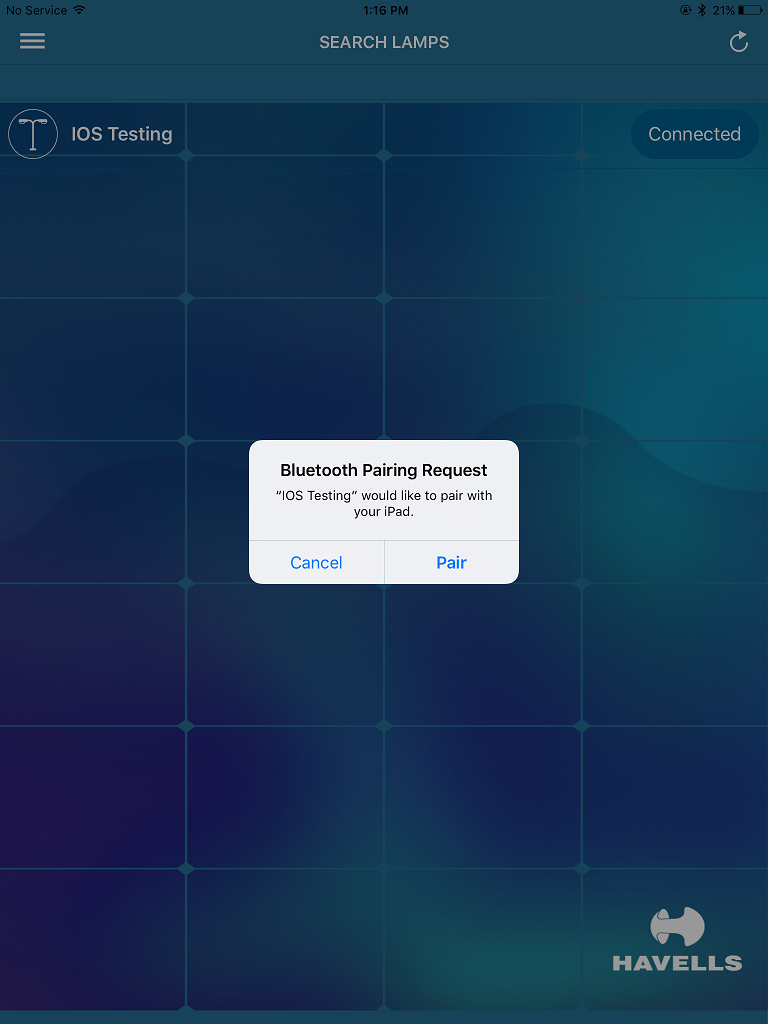 No Service
1:16 PM
21%
SEARCH LAMPS
IOS Testing
Connected
Bluetooth Pairing Request
“IOS Testing” would like to pair with
your iPad.
Cancel
Pair
HAVELLS